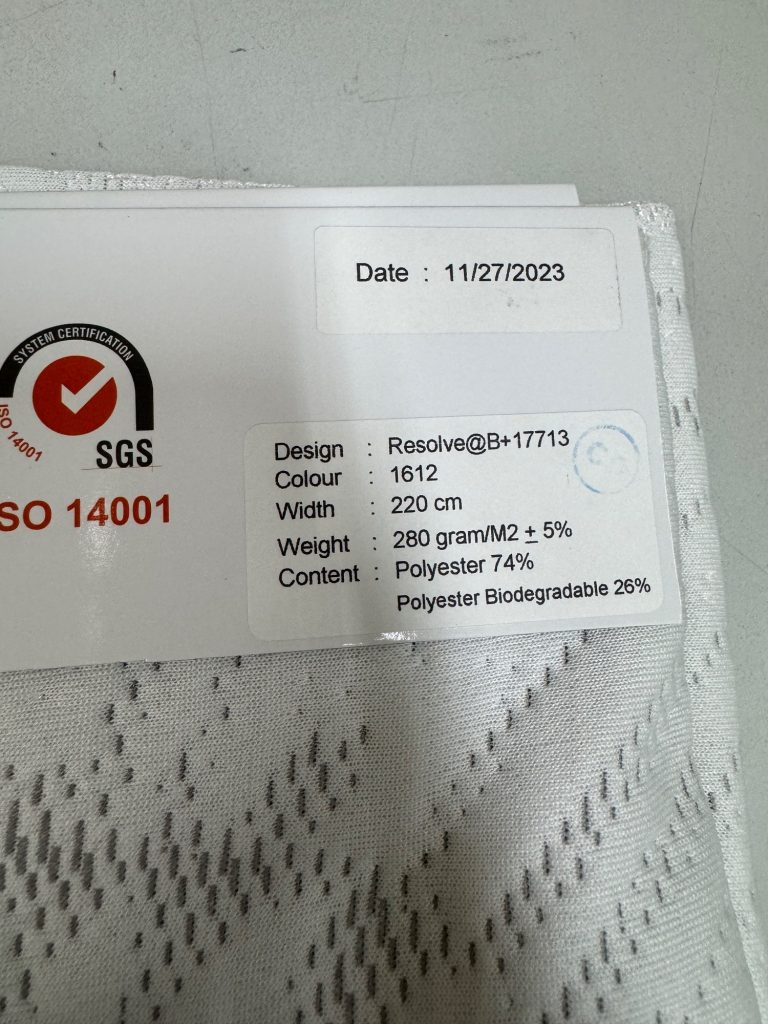 Date : 11/27/2023
SYSTEM CERTIFICATION
ISO 14001
SGS
SO 14001
Design : Resolve@B+17713
Colour : 1612
Width : 220 cm
Weight : 280 gram/M2 ± 5%
Content : Polyester 74%
Polyester Biodegradable 26%